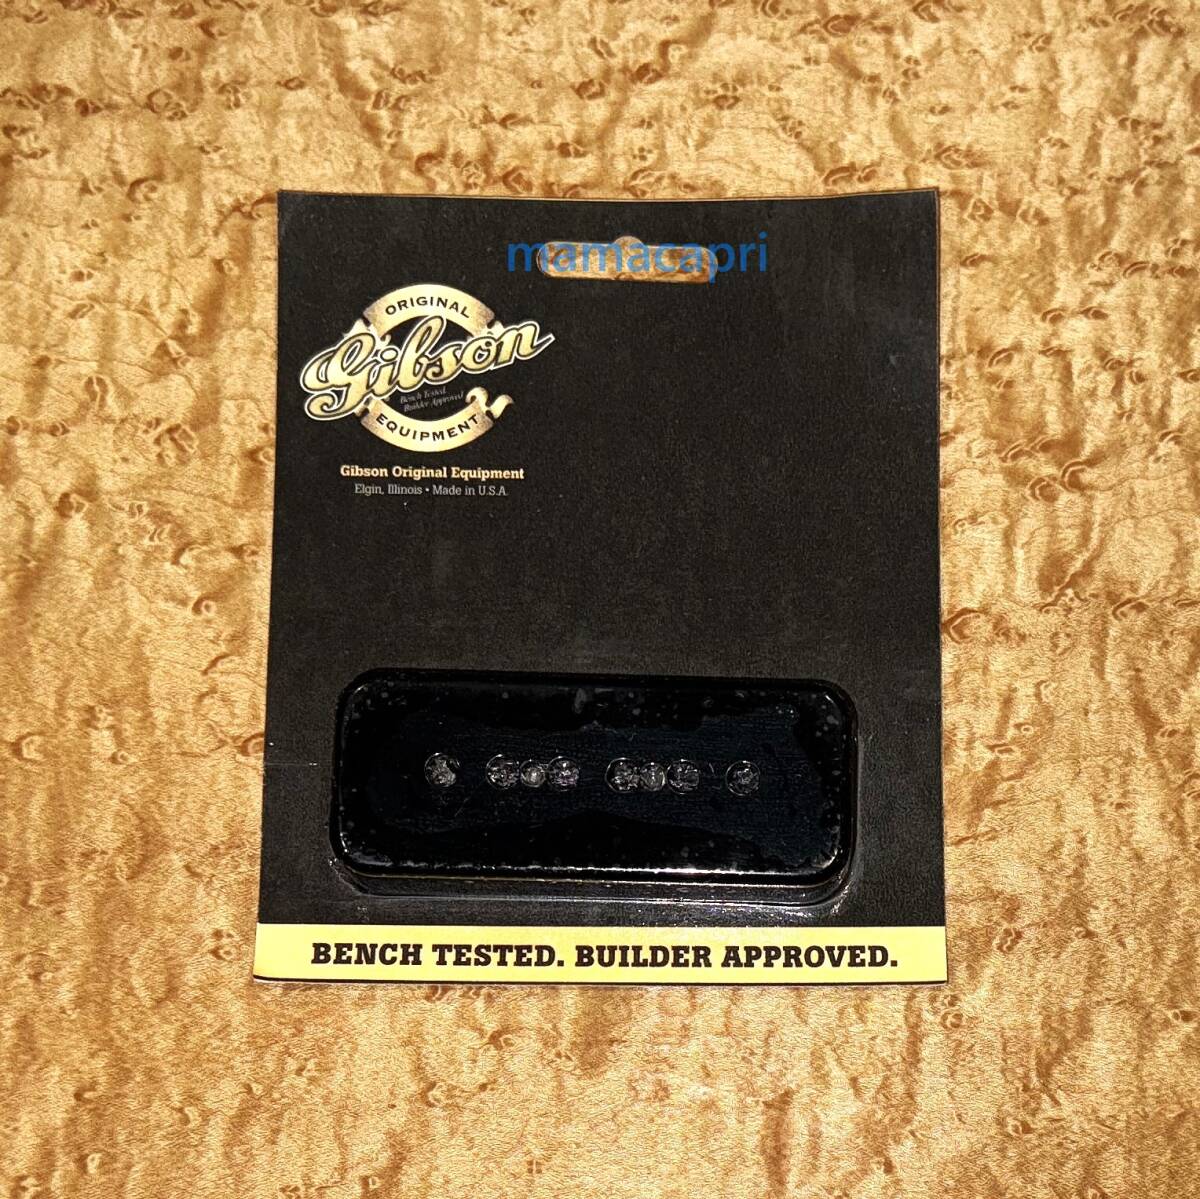 mamacapri
ORIGINAL
Gibson
Bench Tested.
Builder Approved
EQUIPMENT
Gibson Original Equipment
Elgin, Illinois • Made in U.S.A.
BENCH TESTED. BUILDER APPROVED.